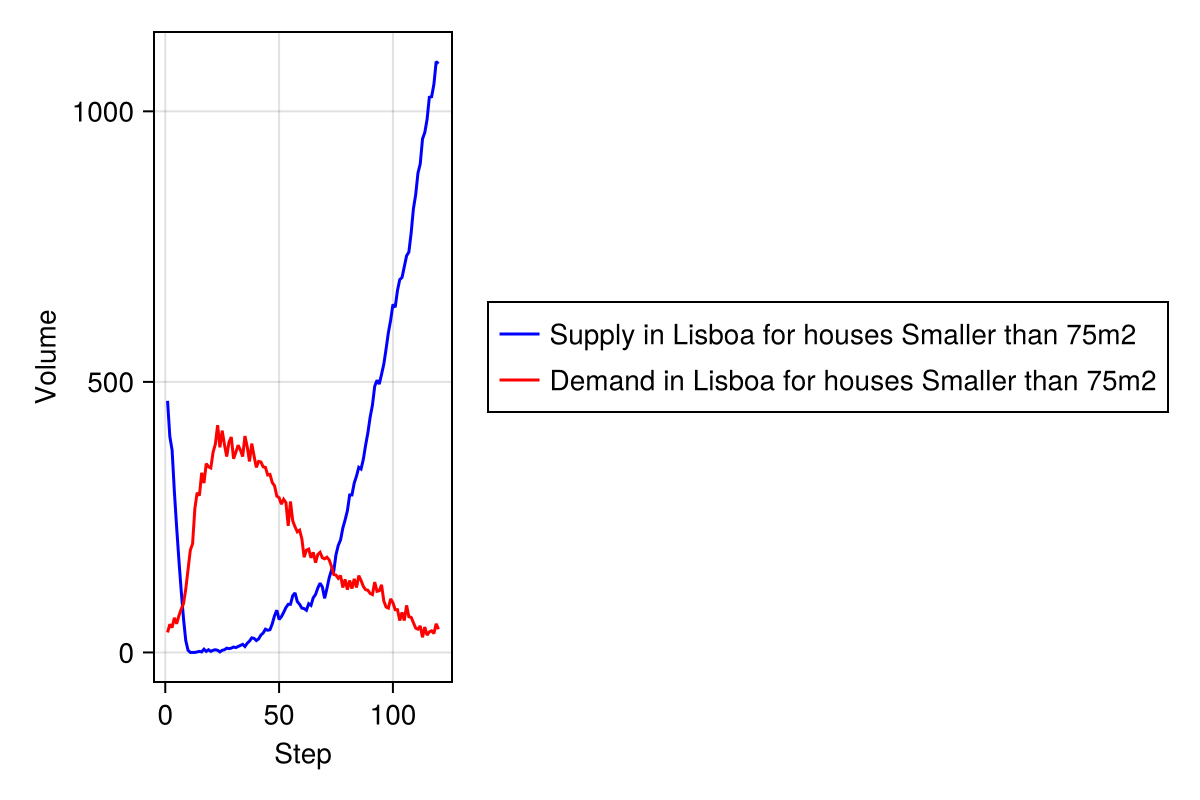 1000
500
0
Volume
0 50 100
Step
Supply in Lisboa for houses Smaller than 75m2
Demand in Lisboa for houses Smaller than 75m2